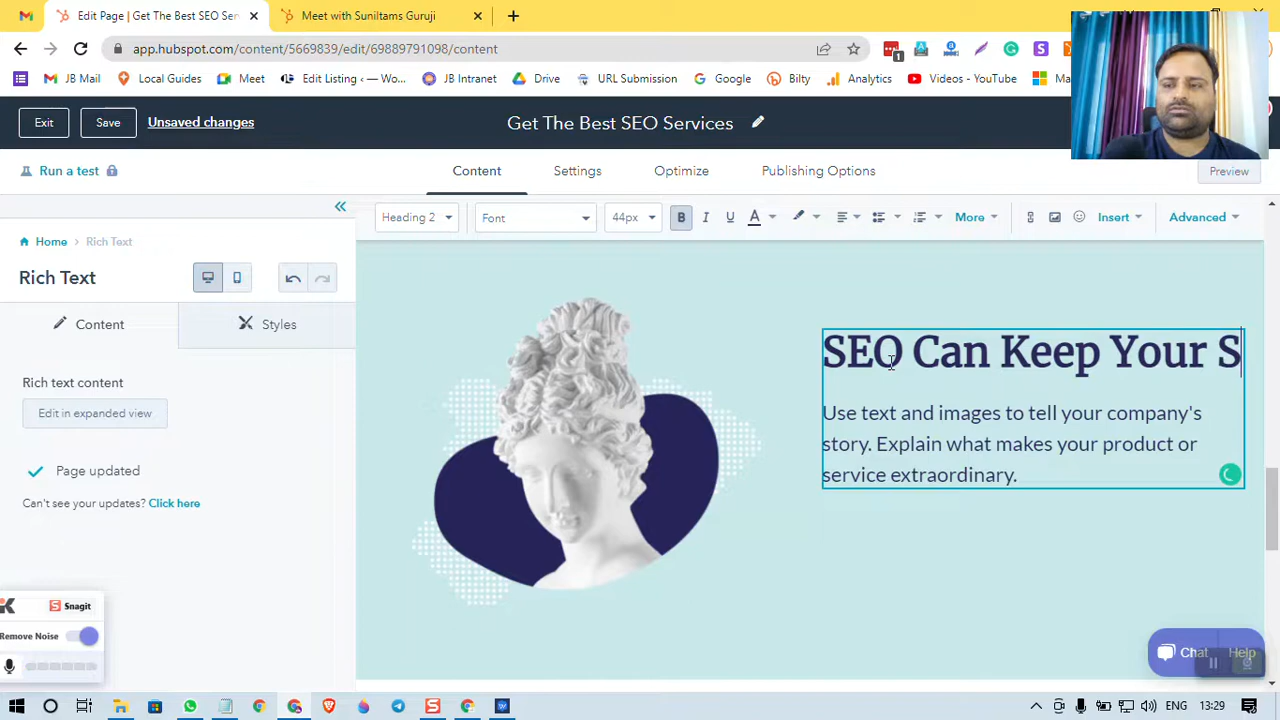 Edit Page | Get The Best SEO Ser
Meet with Suniltams Guruji
app.hubspot.com/content/5669839/edit/69889791098/content
1
JB Mail
Local Guides
Meet
Edit Listing ‹ — Wo...
JB Intranet
Drive
URL Submission
Google
Bilty
Analytics
Videos - YouTube
Ma
Exit
Save
Unsaved changes
Get The Best SEO Services
Run a test
Content
Settings
Optimize
Publishing Options
Preview
Heading 2
Font
44px
B
I
U
A
More
Insert
Advanced
Home
Rich Text
Rich Text
Content
Styles
Rich text content
Edit in expanded view
Page updated
Can't see your updates? Click here
SEO Can Keep Your S
Use text and images to tell your company's
story. Explain what makes your product or
service extraordinary.
K
S Snagit
Remove Noise
Chat
Help
ENG
13:29